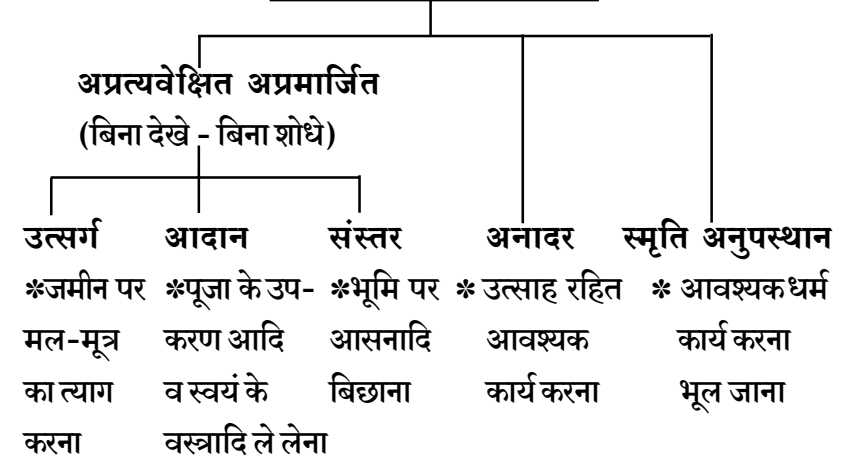 अप्रत्यवेक्षित अप्रमार्जित
(बिना देखे - बिना शोधे)
उत्सर्ग आदान संस्तर अनादर स्मृति अनुपस्थान
*जमीन पर *पूजा के उप- *भूमि पर * उत्साह रहित * आवश्यक धर्म
मल-मूत्र करण आदि आसनादि आवश्यक कार्य करना
का त्याग व स्वयं के बिछाना कार्य करना भूल जाना
करना वस्त्रादि ले लेना